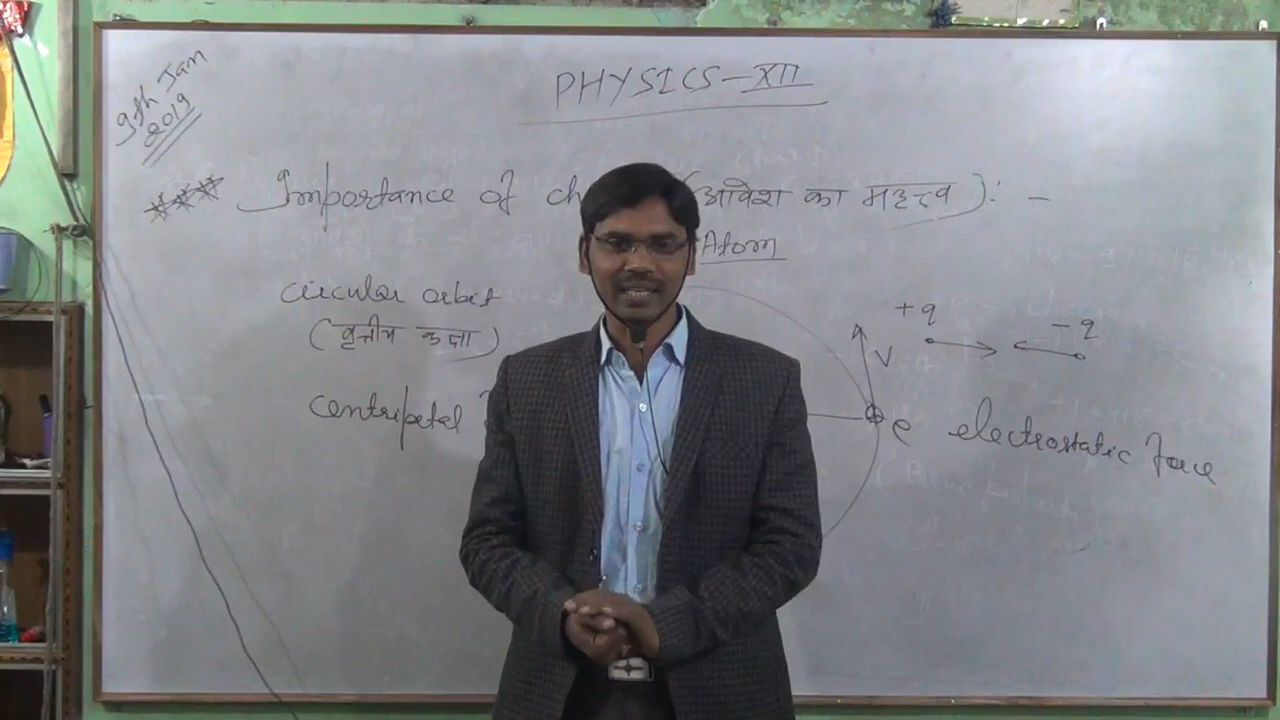 9th Jan
2019
PHYSICS-XII
*** Importance of ch (आवेश का महत्त्व):-
Atom
circular orbit
(वृत्तीय कक्षा)
+q
-q
V
centripetal
e electrostatic Force